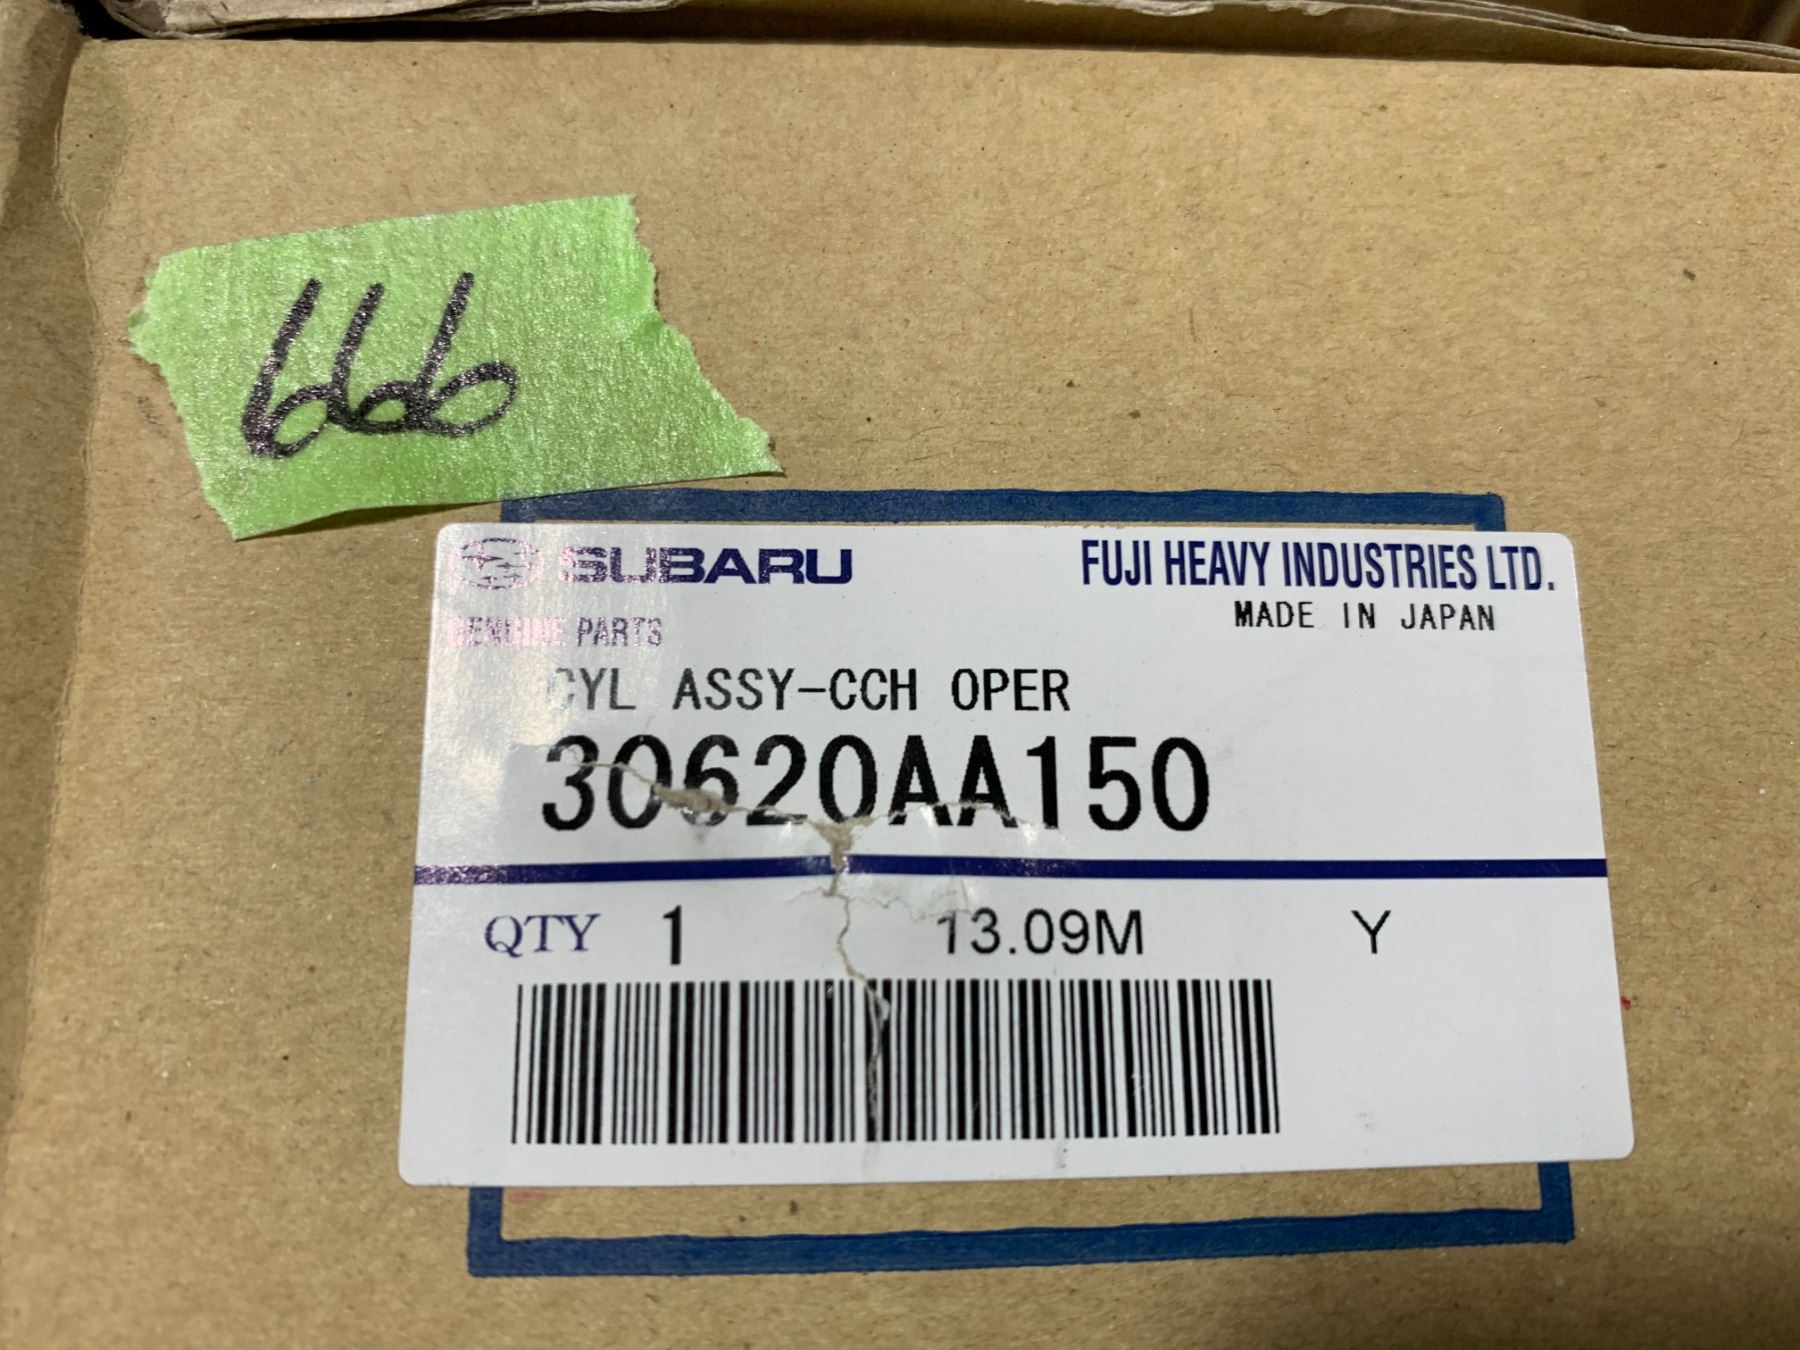 666
SUBARU
FUJI HEAVY INDUSTRIES LTD.
GENUINE PARTS
MADE IN JAPAN
CYL ASSY-CCH OPER
30620AA150
QTY 1 13.09M Y